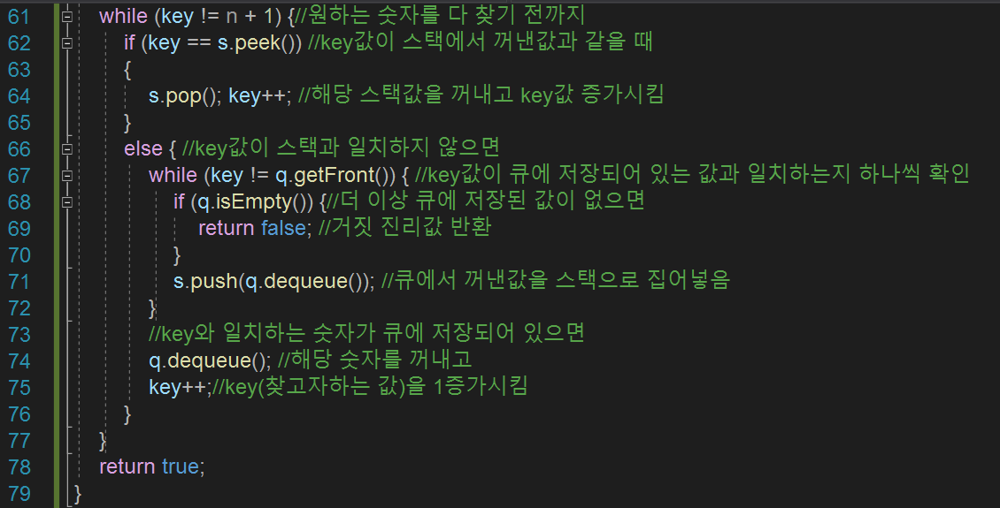 61 while (key != n + 1) {//원하는 숫자를 다 찾기 전까지
62 if (key == s.peek()) //key값이 스택에서 꺼낸값과 같을 때
63 {
64 s.pop(); key++; //해당 스택값을 꺼내고 key값 증가시킴
65 }
66 else { //key값이 스택과 일치하지 않으면
67 while (key != q.getFront()) { //key값이 큐에 저장되어 있는 값과 일치하는지 하나씩 확인
68 if (q.isEmpty()) {//더 이상 큐에 저장된 값이 없으면
69 return false; //거짓 진리값 반환
70 }
71 s.push(q.dequeue()); //큐에서 꺼낸값을 스택으로 집어넣음
72 }
73 //key와 일치하는 숫자가 큐에 저장되어 있으면
74 q.dequeue(); //해당 숫자를 꺼내고
75 key++;//key(찾고자하는 값)을 1증가시킴
76 }
77 }
78 return true;
79 }